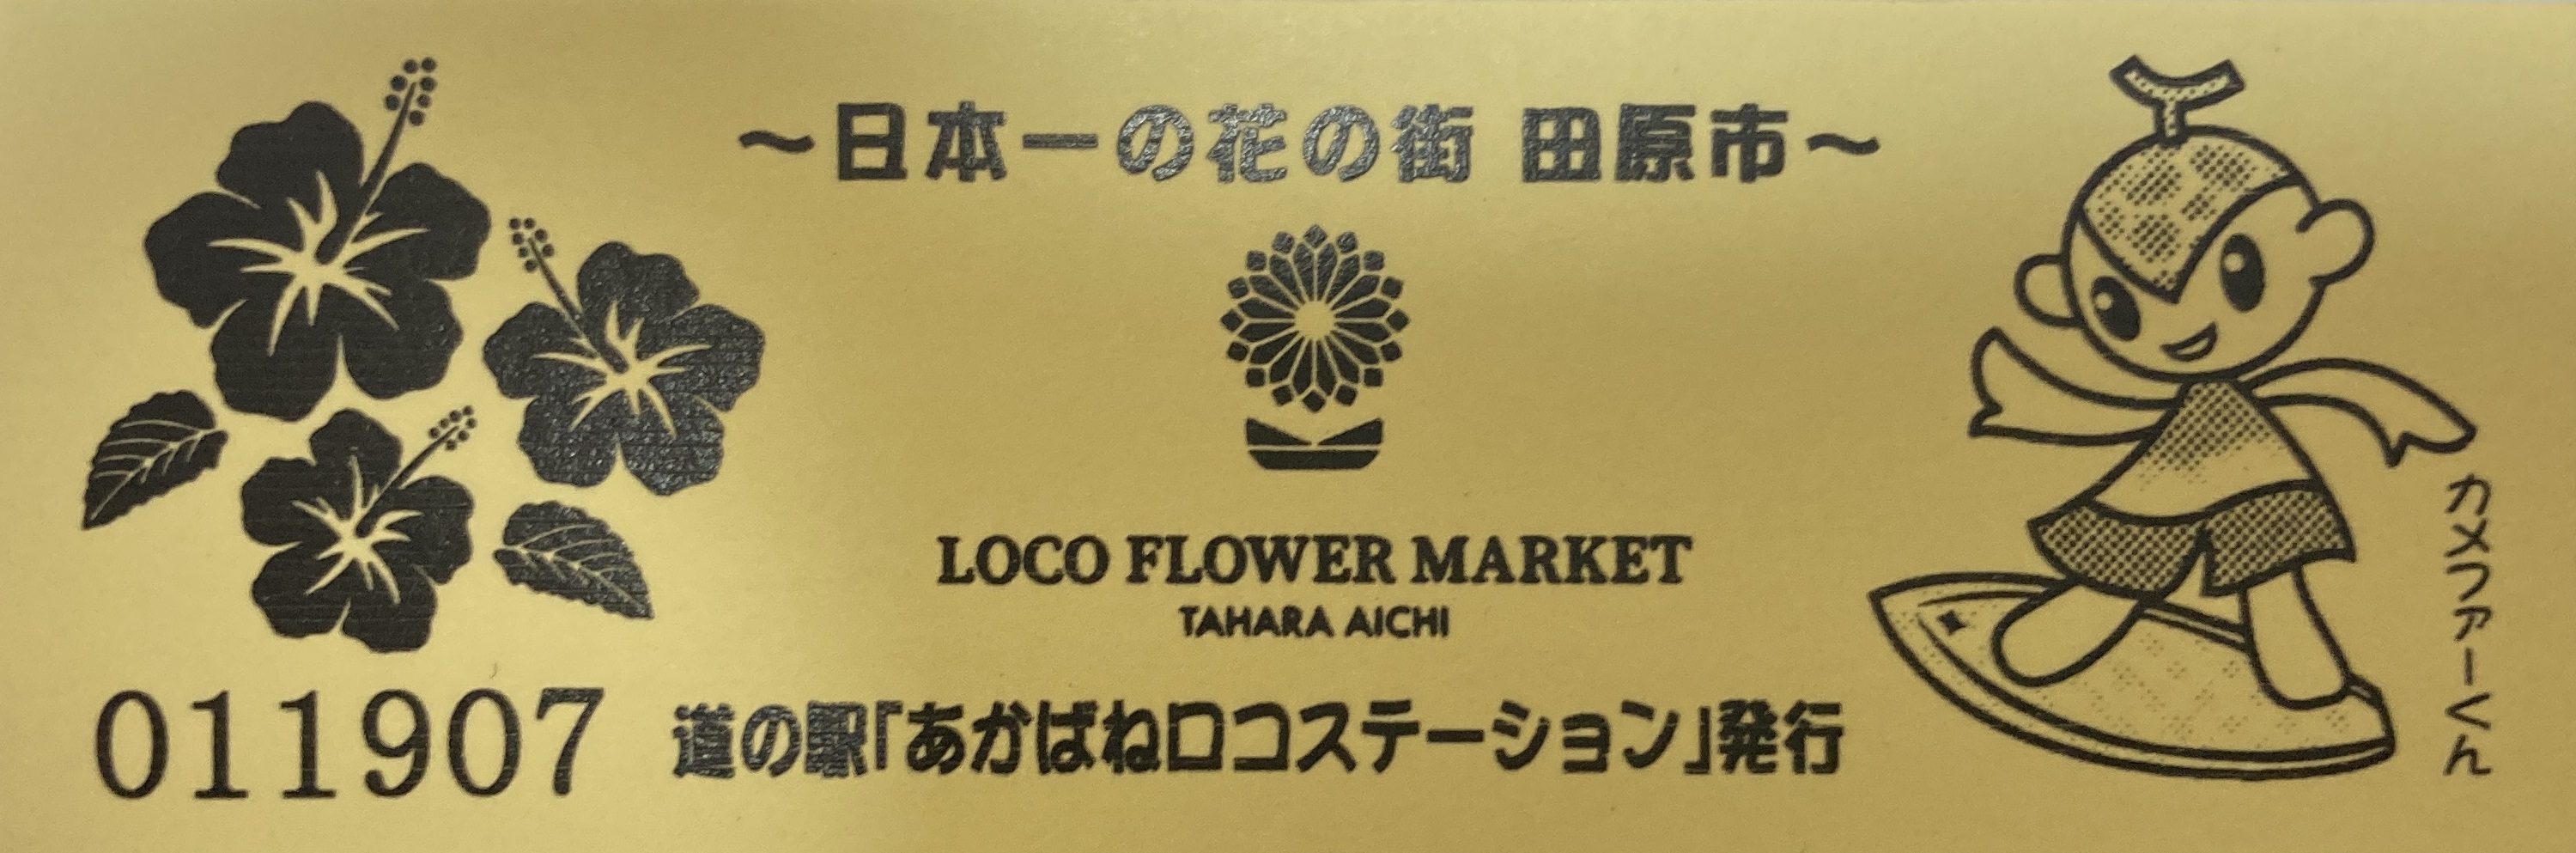 ～日本一の花の街 田原市～
LOCO FLOWER MARKET
TAHARA AICHI
011907
道の駅「あかばねロコステーション」発行
カメファーくん